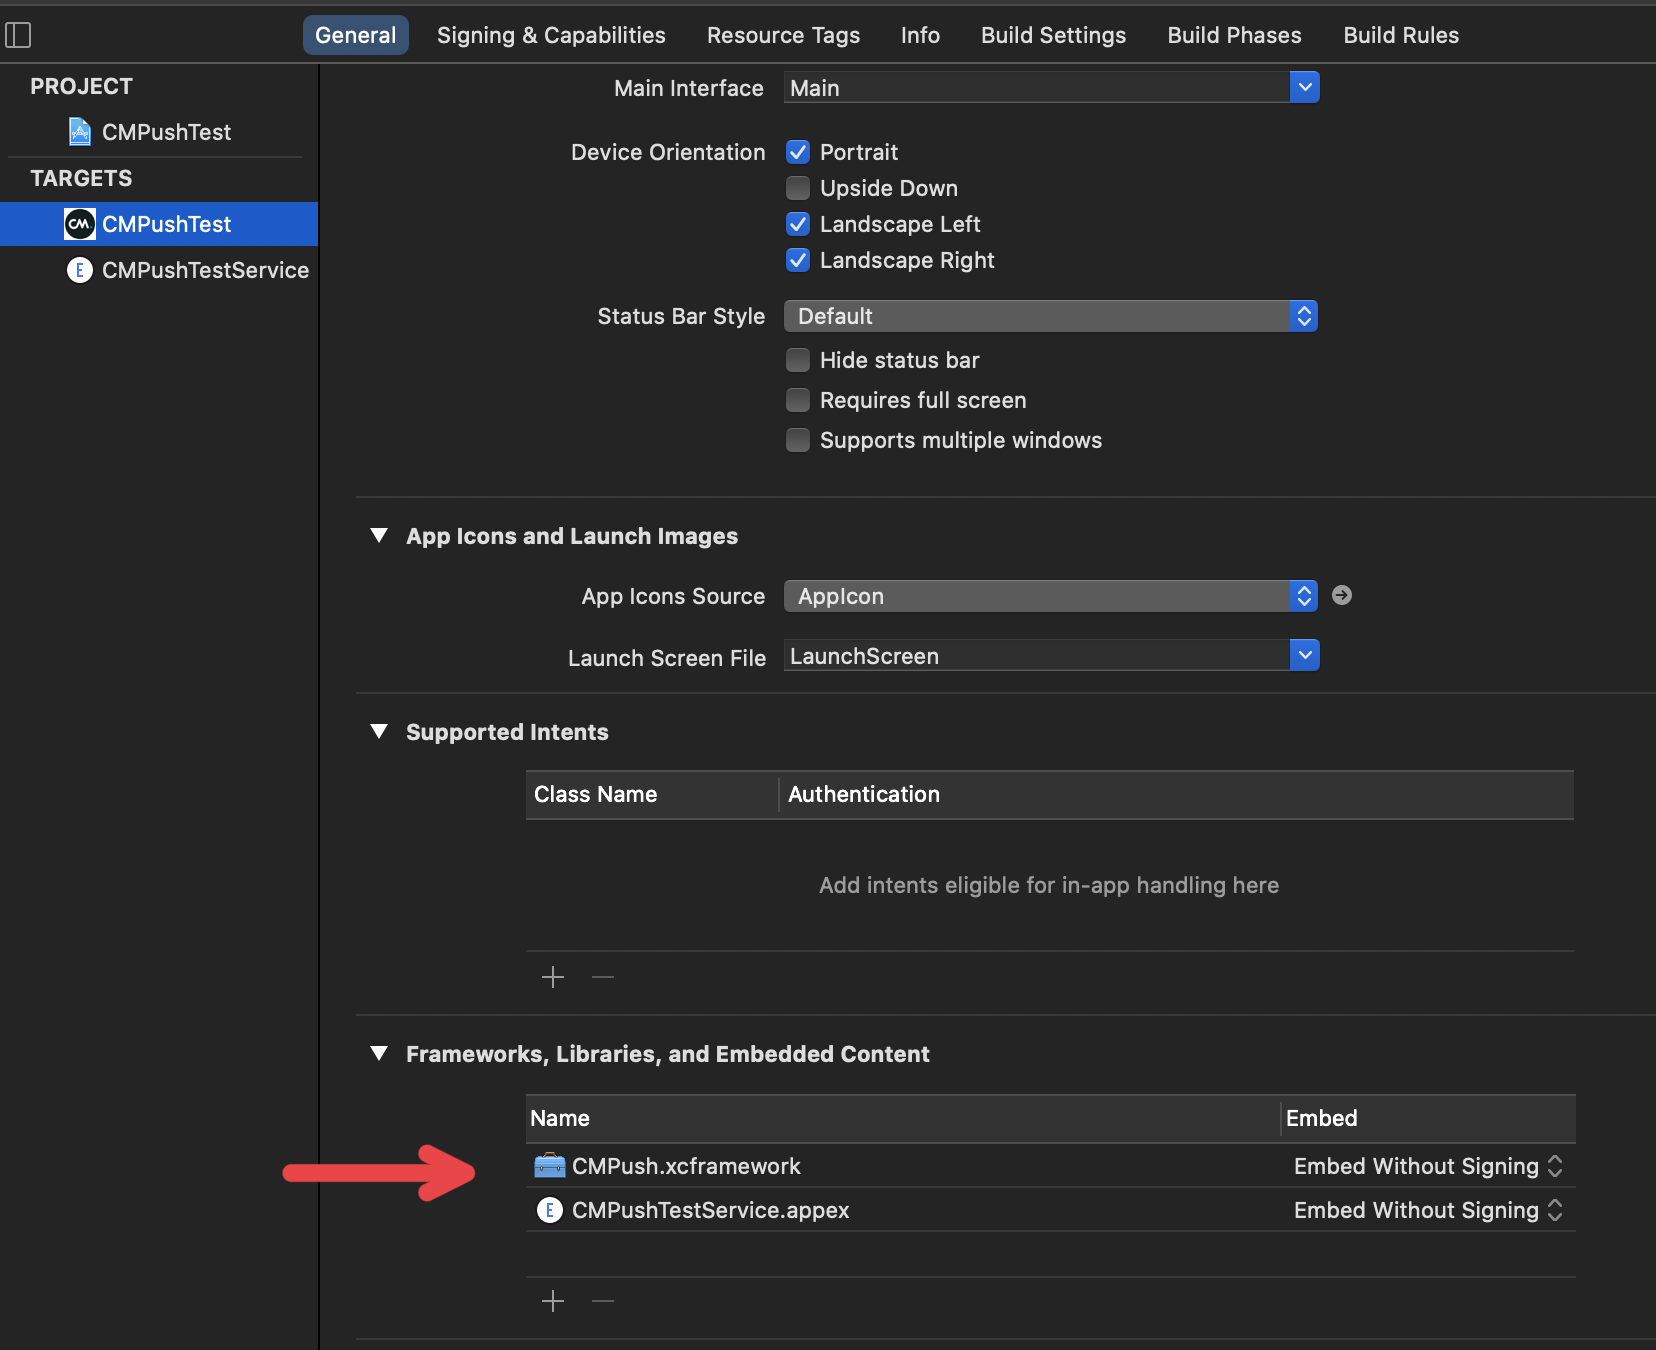 General Signing & Capabilities Resource Tags Info Build Settings Build Phases Build Rules
PROJECT
CMPushTest
TARGETS
CM. CMPushTest
E CMPushTestService
Main Interface Main
Device Orientation Portrait
Upside Down
Landscape Left
Landscape Right
Status Bar Style Default
Hide status bar
Requires full screen
Supports multiple windows
App Icons and Launch Images
App Icons Source AppIcon
Launch Screen File LaunchScreen
Supported Intents
Class Name Authentication
Add intents eligible for in-app handling here
Frameworks, Libraries, and Embedded Content
Name Embed
CMPush.xcframework Embed Without Signing
E CMPushTestService.appex Embed Without Signing